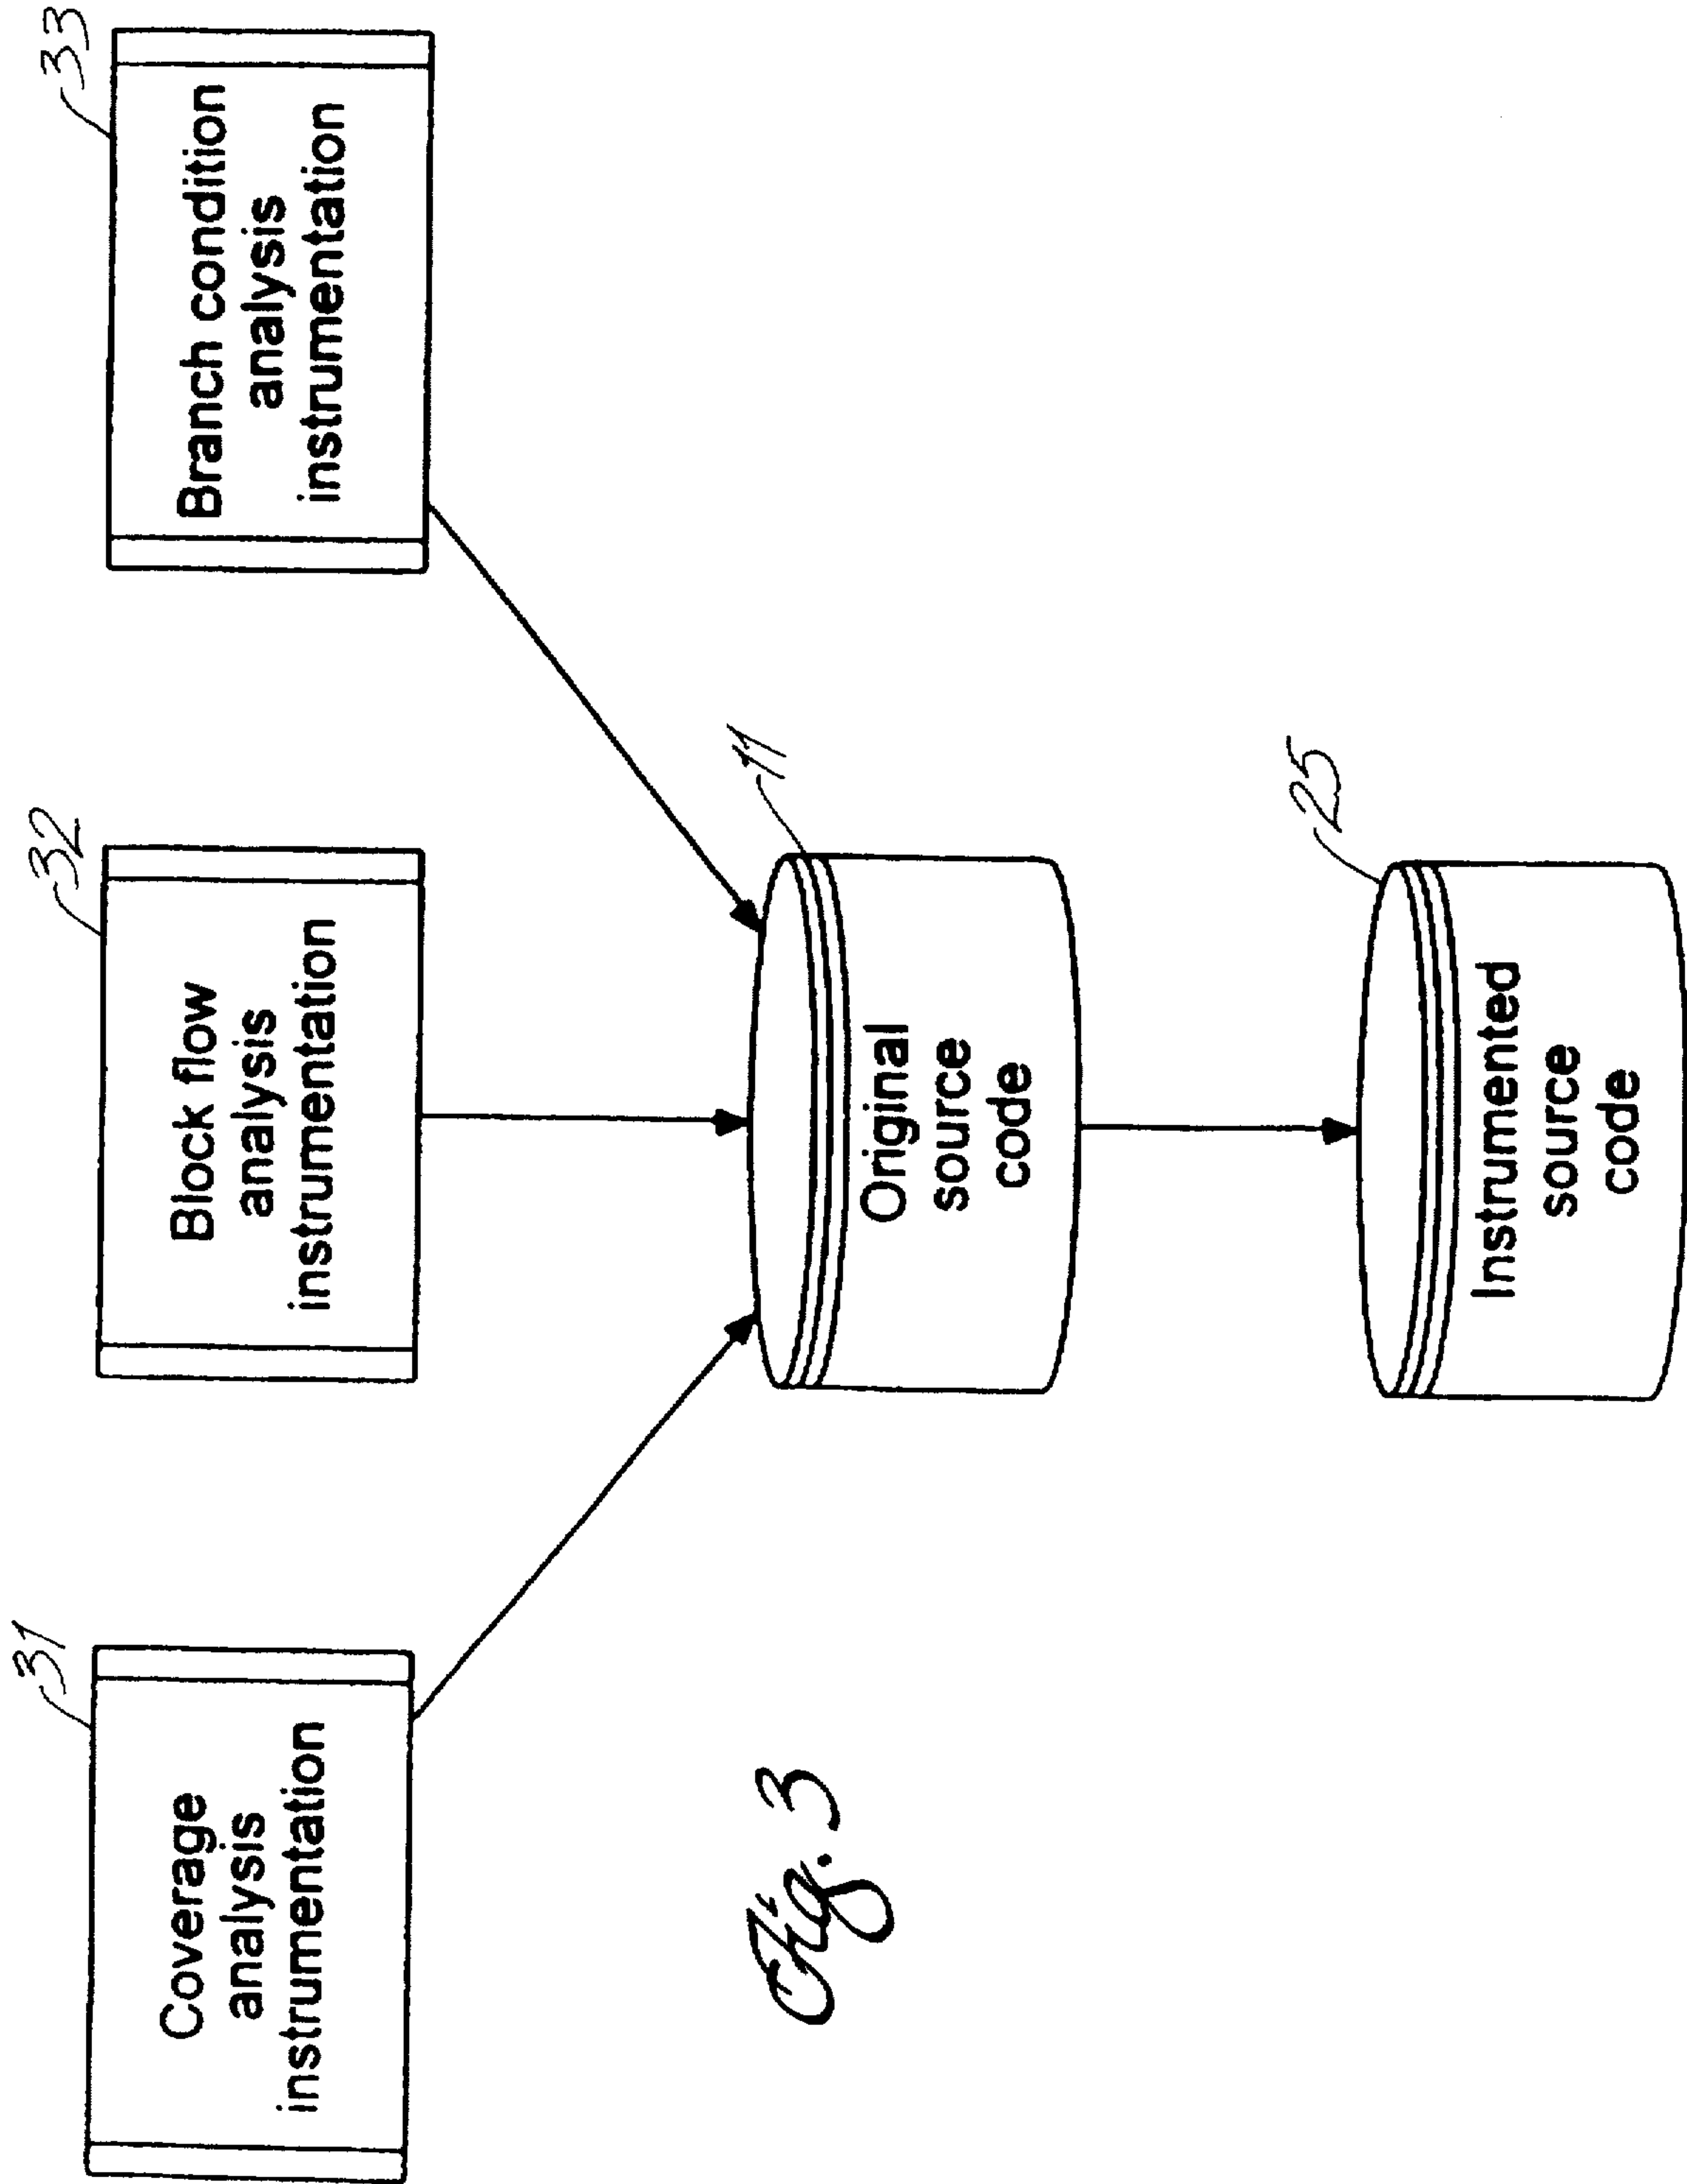 31
Coverage
analysis
instrumentation
32
Block flow
analysis
instrumentation
33
Branch condition
analysis
instrumentation
11
Original
source
code
25
Instrumented
source
code
Fig. 3